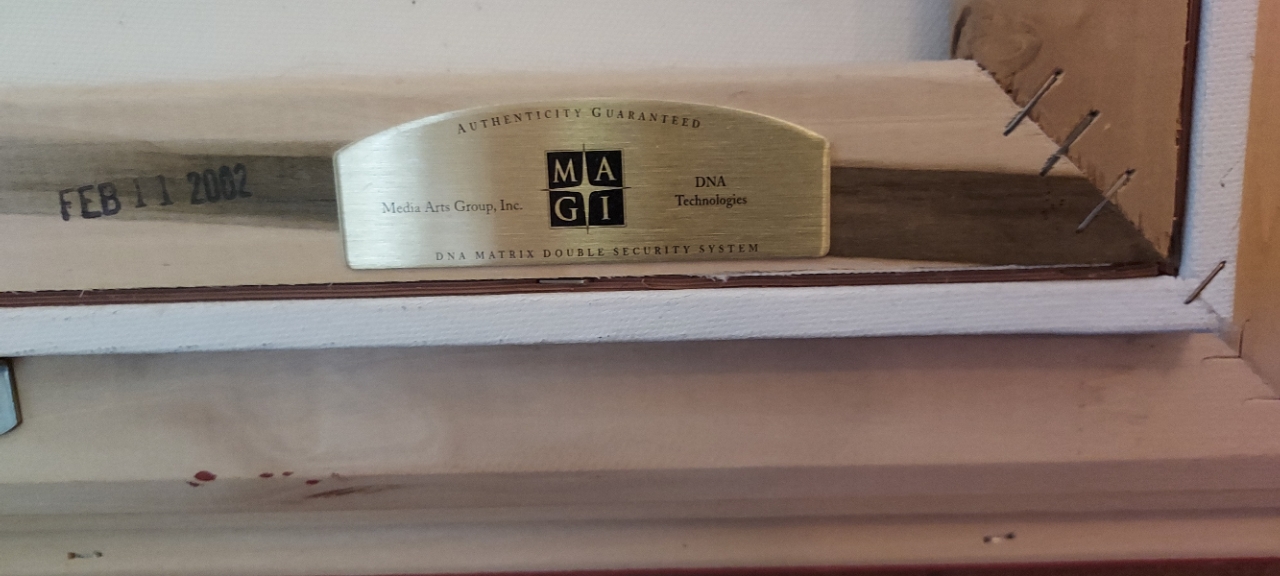 FEB 11 2002
AUTHENTICITY GUARANTEED
MA
GI
Media Arts Group, Inc.
DNA
Technologies
DNA MATRIX DOUBLE SECURITY SYSTEM